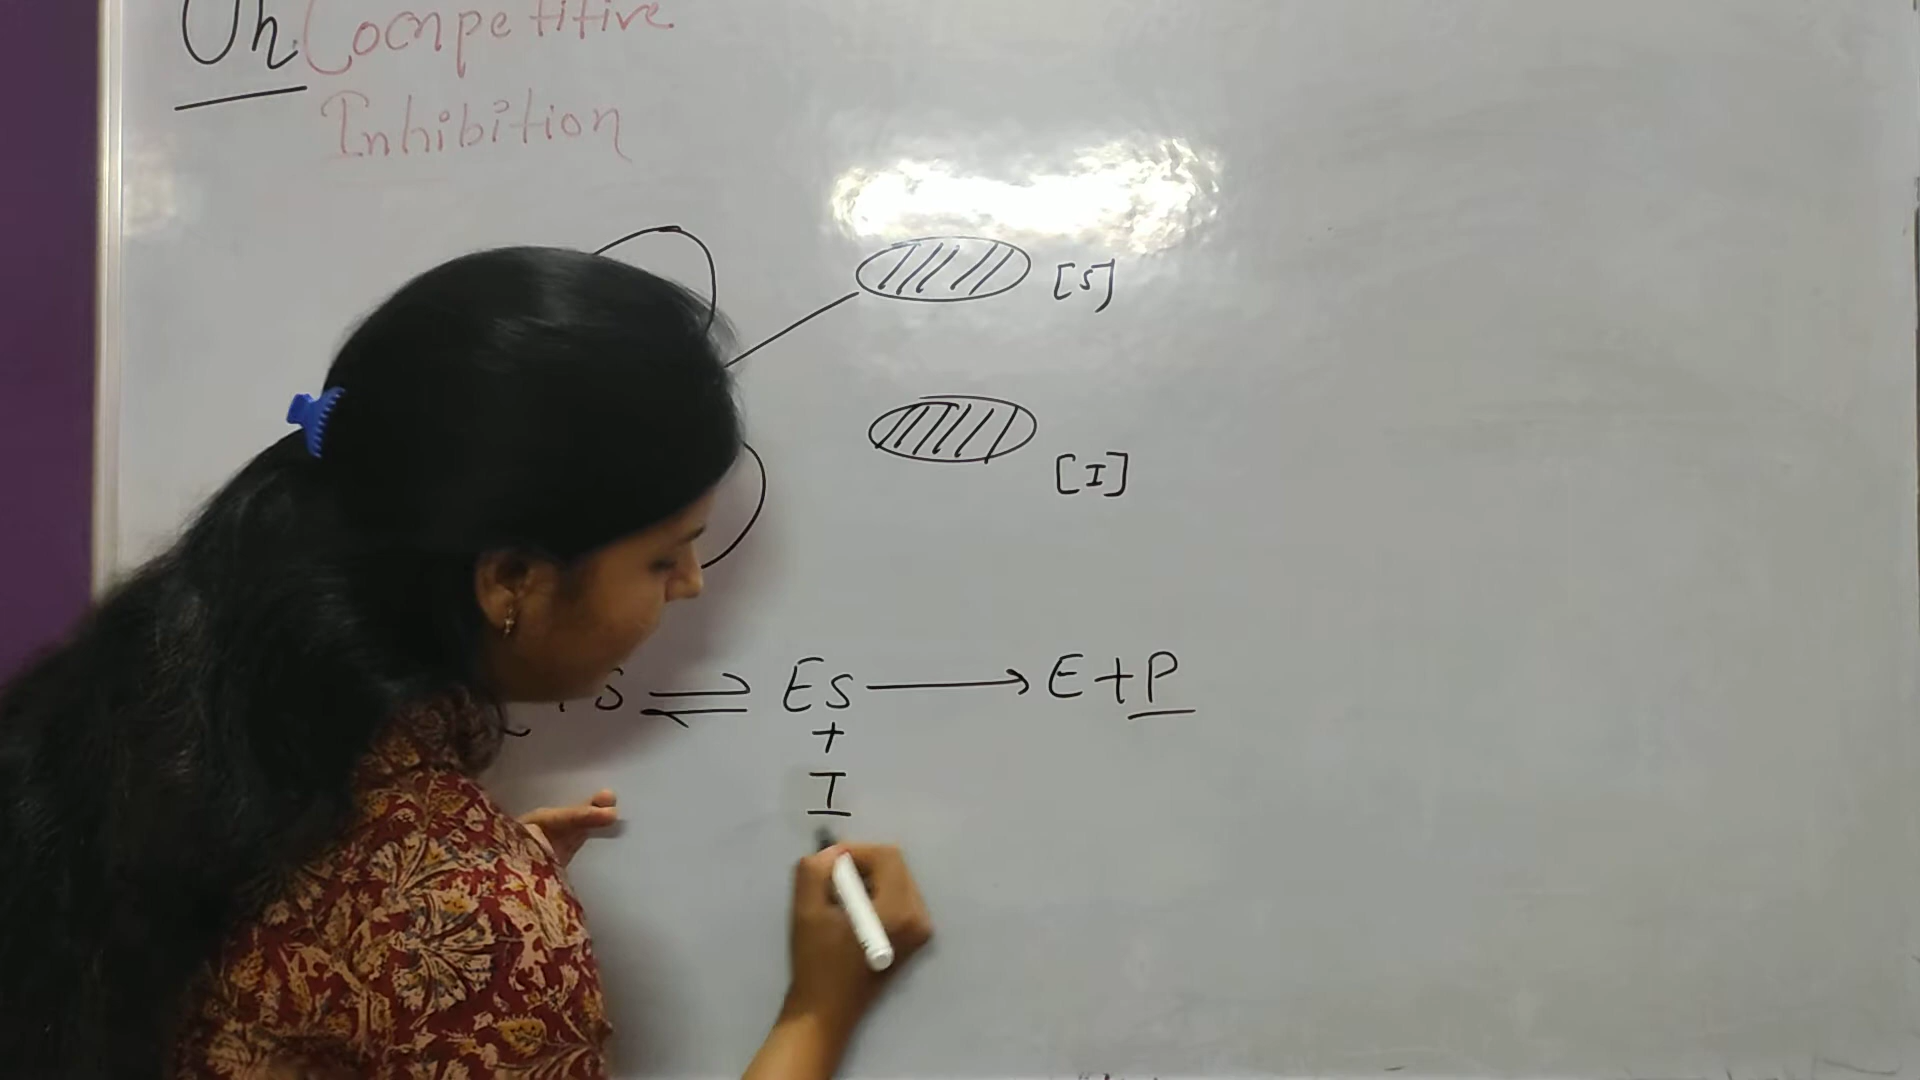 UnCompetitive
Inhibition
[S]
[I]
S ⇌ ES ⟶ E+P
+
I